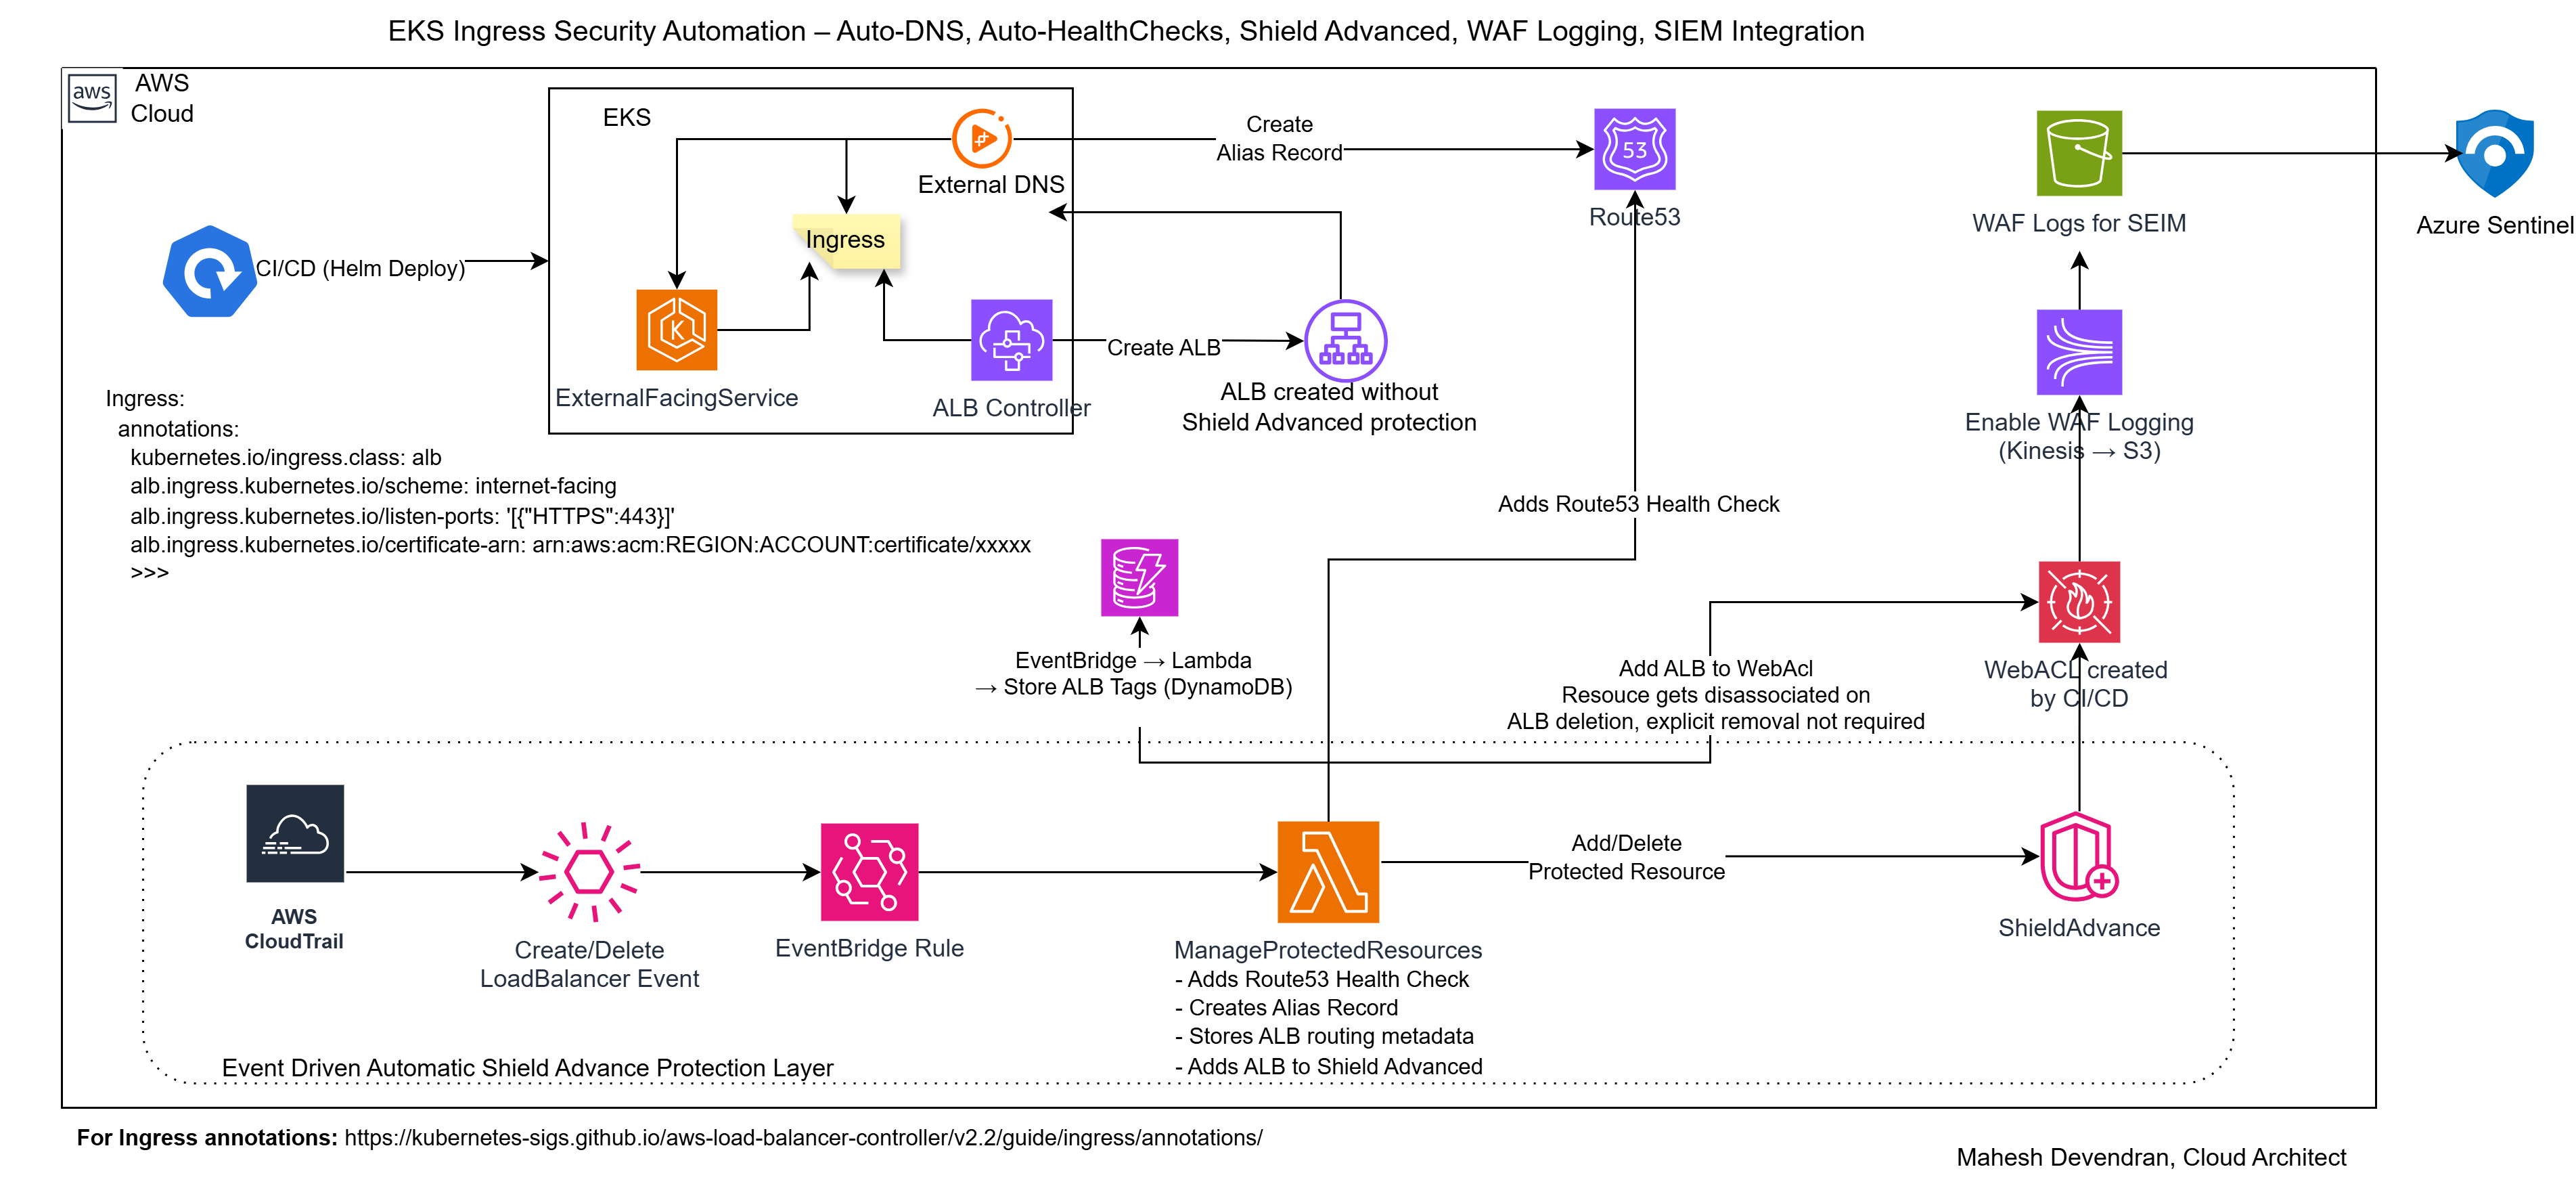 EKS Ingress Security Automation – Auto-DNS, Auto-HealthChecks, Shield Advanced, WAF Logging, SIEM Integration
aws
AWS
Cloud
EKS
External DNS
Create
Alias Record
53
Route53
WAF Logs for SEIM
Azure Sentinel
CI/CD (Helm Deploy)
Ingress
K
ExternalFacingService
ALB Controller
Create ALB
ALB created without
Shield Advanced protection
Enable WAF Logging
(Kinesis → S3)
Ingress:
annotations:
kubernetes.io/ingress.class: alb
alb.ingress.kubernetes.io/scheme: internet-facing
alb.ingress.kubernetes.io/listen-ports: '[{"HTTPS":443}]'
alb.ingress.kubernetes.io/certificate-arn: arn:aws:acm:REGION:ACCOUNT:certificate/xxxxx
>>>
Adds Route53 Health Check
EventBridge → Lambda
→ Store ALB Tags (DynamoDB)
Add ALB to WebAcl
Resouce gets disassociated on
ALB deletion, explicit removal not required
WebACL created
by CI/CD
AWS
CloudTrail
Create/Delete
LoadBalancer Event
EventBridge Rule
ManageProtectedResources
- Adds Route53 Health Check
- Creates Alias Record
- Stores ALB routing metadata
- Adds ALB to Shield Advanced
Add/Delete
Protected Resource
ShieldAdvance
Event Driven Automatic Shield Advance Protection Layer
For Ingress annotations: https://kubernetes-sigs.github.io/aws-load-balancer-controller/v2.2/guide/ingress/annotations/
Mahesh Devendran, Cloud Architect